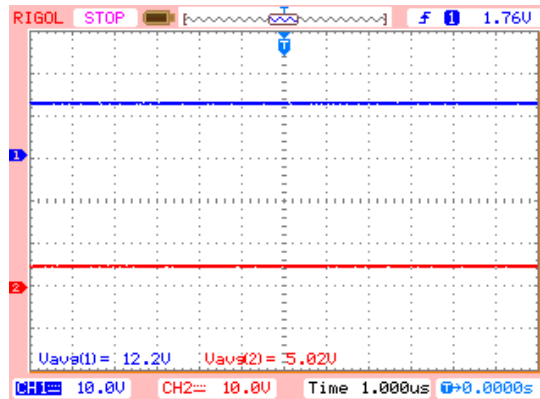 RIGOL STOP T f 1 1.76V
T
1
2
Vavg(1)= 12.2V Vavg(2)= 5.02V
CH1 10.0V CH2 10.0V Time 1.000us T→0.0000s